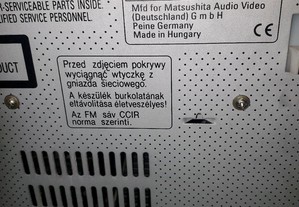 R-SERVICEABLE PARTS INSIDE.
IFIED SERVICE PERSONNEL.
Mfd for Matsushita Audio Video
(Deutschland) G m b H
Peine Germany
Made in Hungary
CE
DUCT
Przed zdjęciem pokrywy
wyciągnąć wtyczkę z
gniazda sieciowego.
A készülék burkolatának
eltávolítása életveszélyes!
Az FM sáv CCIR
norma szerinti.